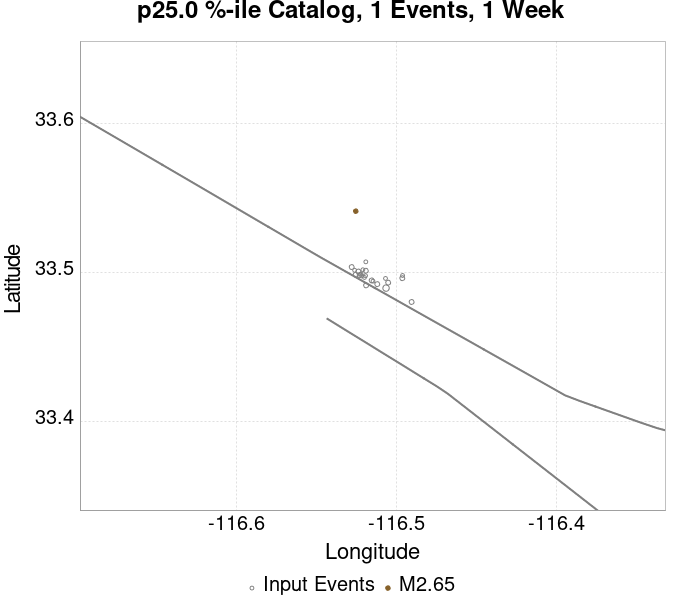 p25.0 %-ile Catalog, 1 Events, 1 Week
33.6
33.5
33.4
Latitude
-116.6
-116.5
-116.4
Longitude
Input Events
M2.65